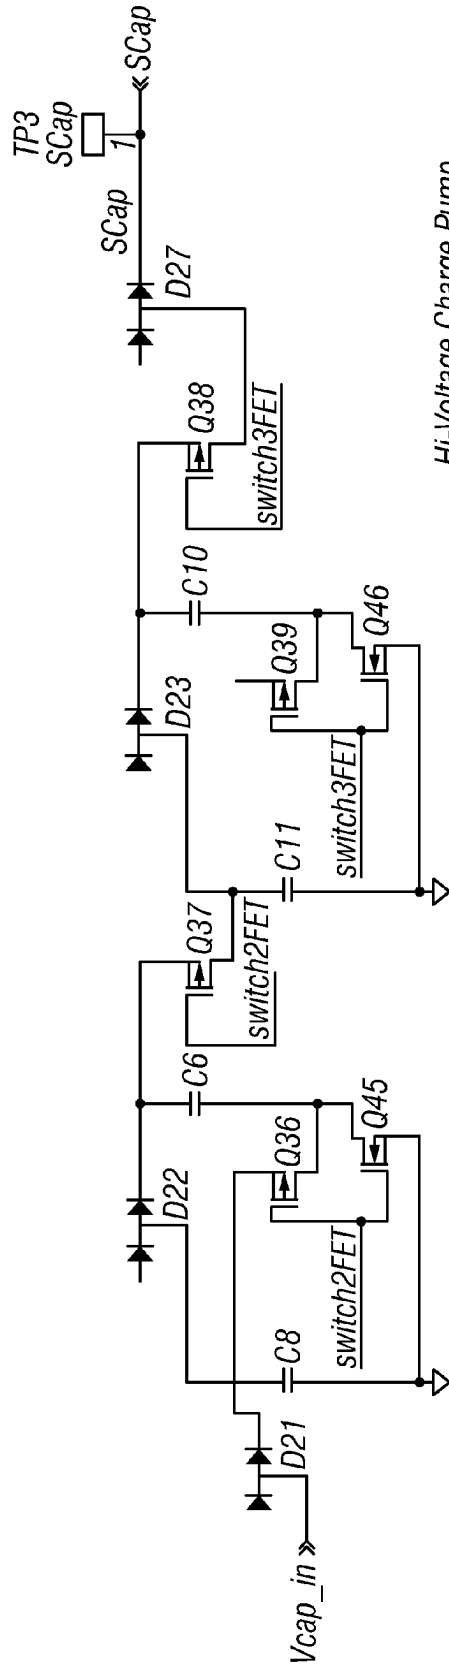 TP3
SCap
1
SCap
SCap
D27
Q38
switch3FET
C10
D23
Q39
Q46
switch3FET
C11
Q37
switch2FET
C6
D22
Q36
Q45
switch2FET
C8
D21
Vcap_in
Hi-Voltage Charge Pump